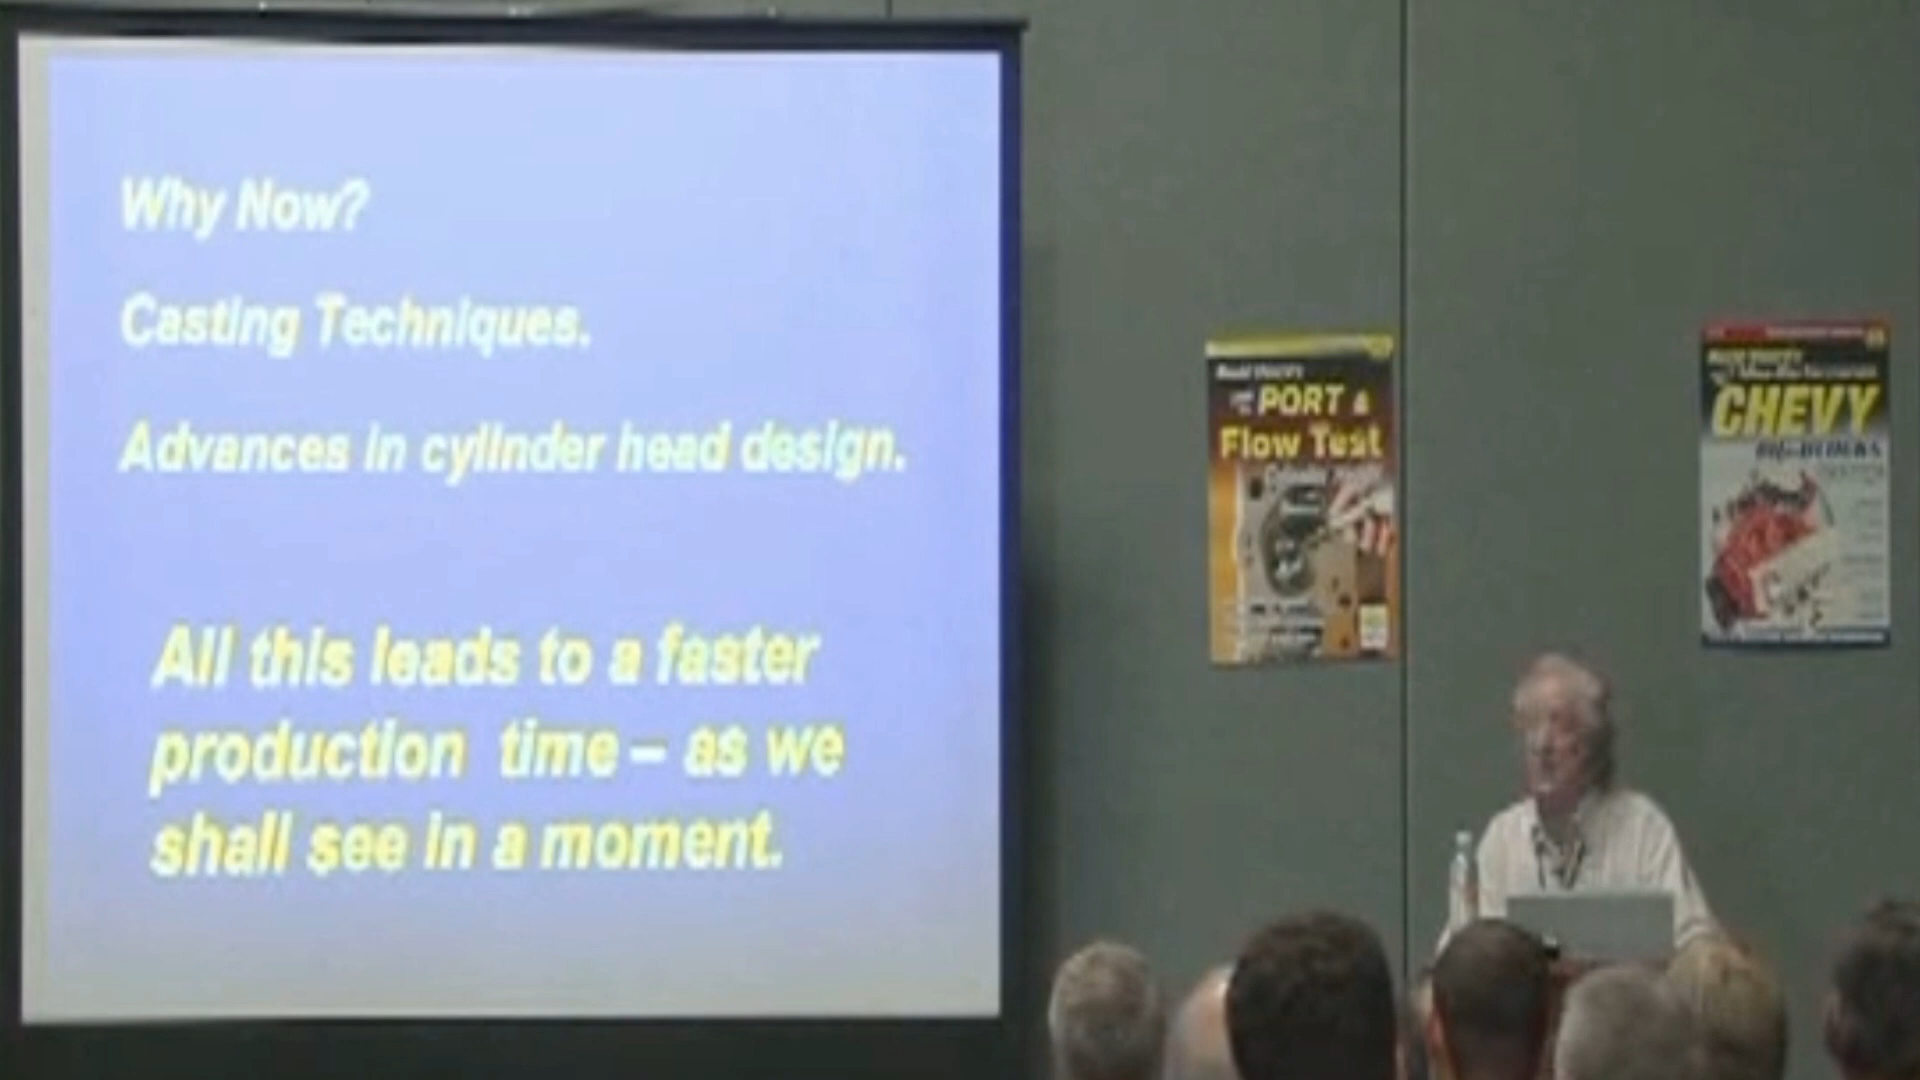 Why Now?
Casting Techniques.
Advances in cylinder head design.
All this leads to a faster
production time – as we
shall see in a moment.
PORT &
Flow Test
CHEVY